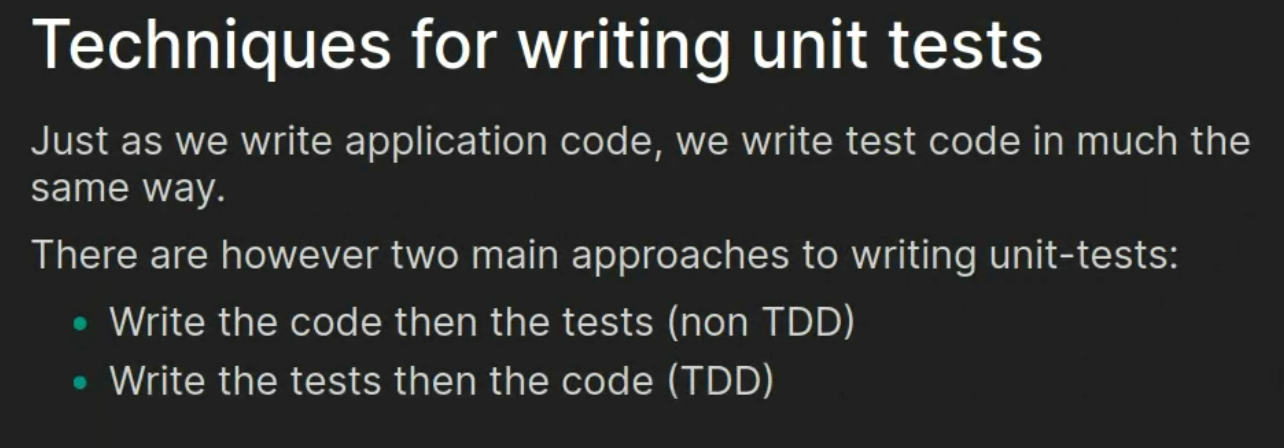 Techniques for writing unit tests
Just as we write application code, we write test code in much the
same way.
There are however two main approaches to writing unit-tests:
• Write the code then the tests (non TDD)
• Write the tests then the code (TDD)